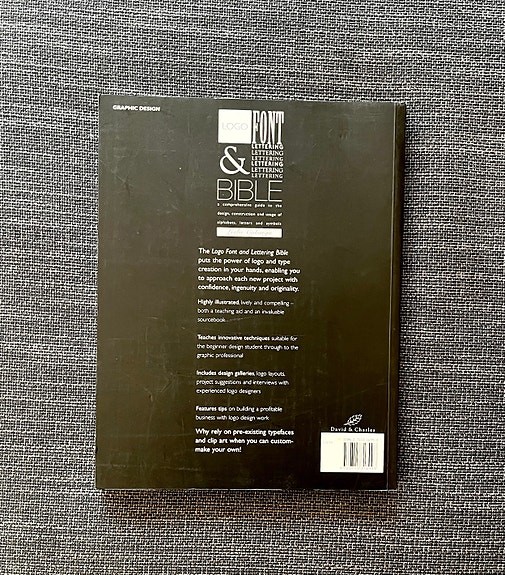 GRAPHIC DESIGN
LOGO
FONT
LETTERING
LETTERING
LETTERING
LETTERING
LETTERING
LETTERING
&
BIBLE
a comprehensive guide to the
design, construction and usage of
alphabets, letters and symbols
The Logo Font and Lettering Bible
puts the power of logo and type
creation in your hands, enabling you
to approach each new project with
confidence, ingenuity and originality.
Highly illustrated, lively and compelling –
both a teaching aid and an invaluable
sourcebook
Teaches innovative techniques suitable for
the beginner design student through to the
graphic professional
Includes design galleries, logo layouts,
project suggestions and interviews with
experienced logo designers
Features tips on building a profitable
business with logo design work
Why rely on pre-existing typefaces
and clip art when you can custom-
make your own!
David & Charles